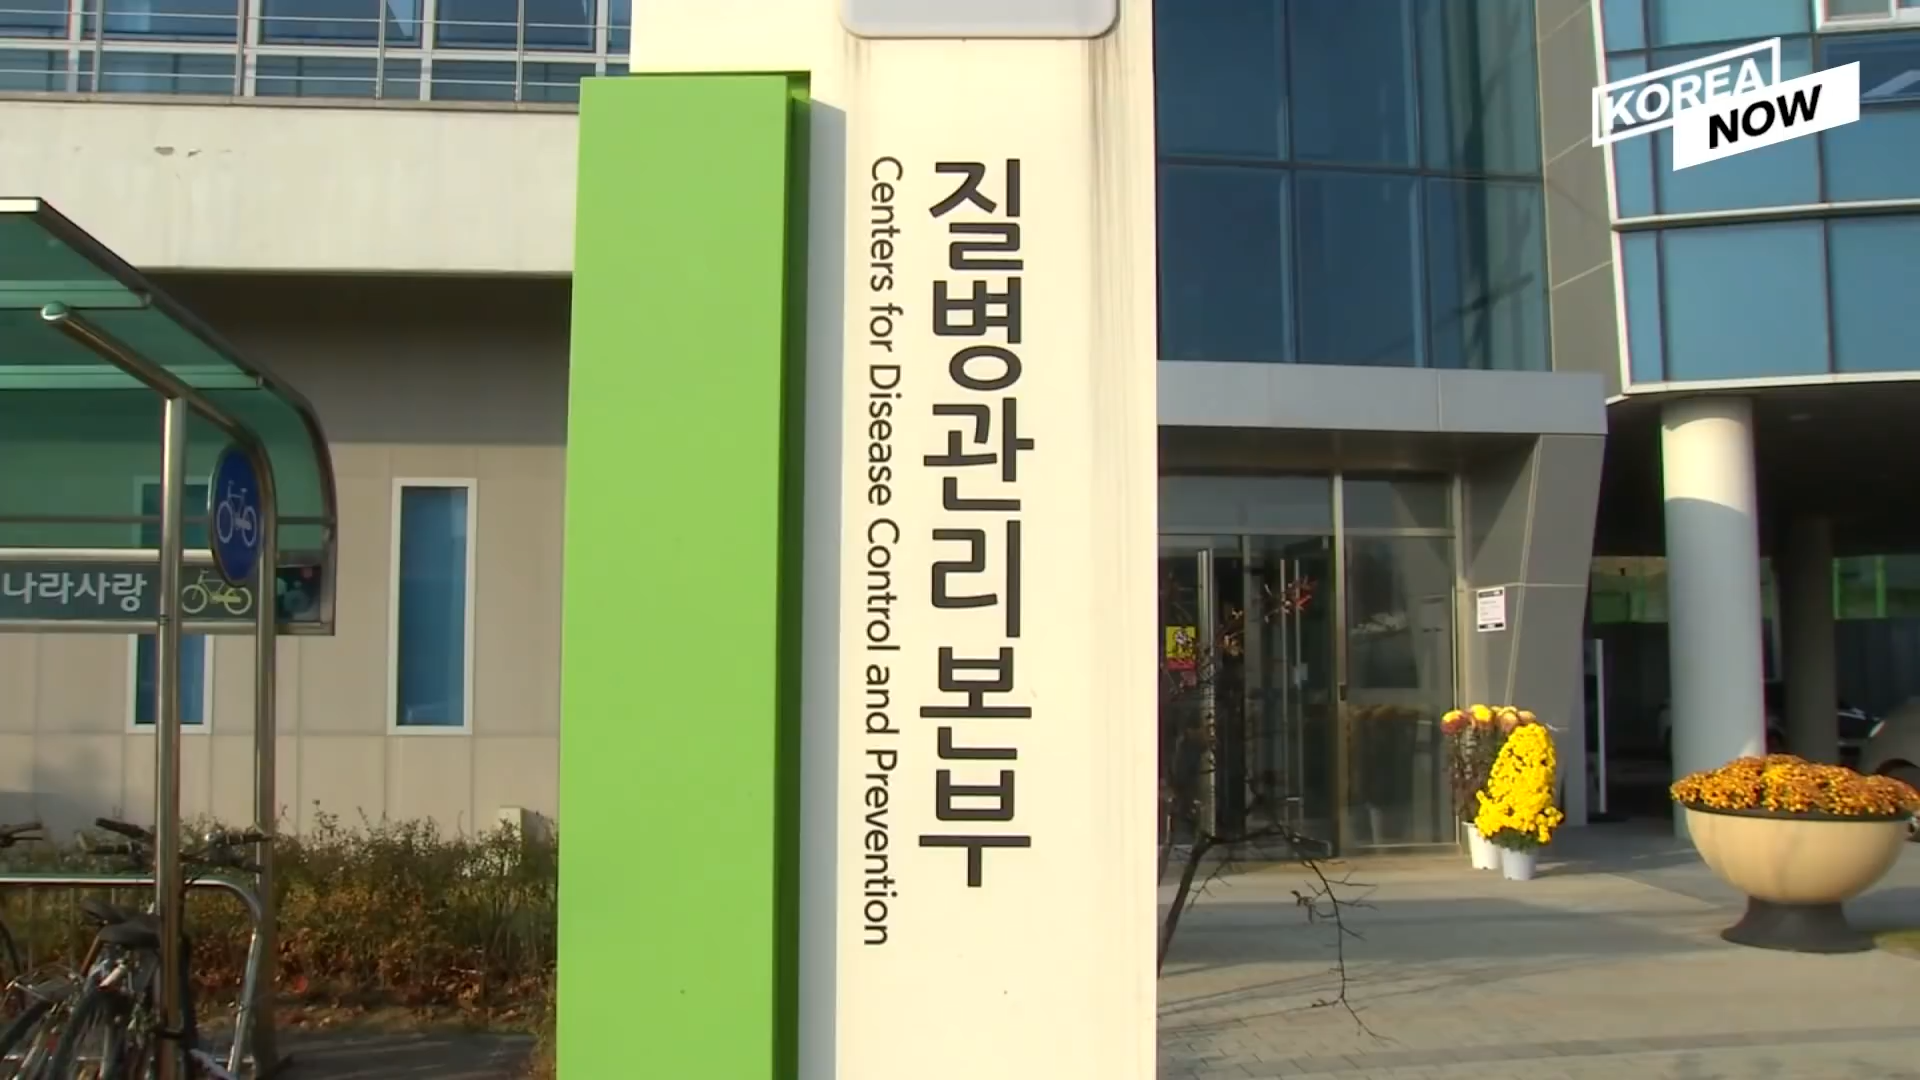 KOREA
NOW
질병관리본부
Centers for Disease Control and Prevention
나라사랑